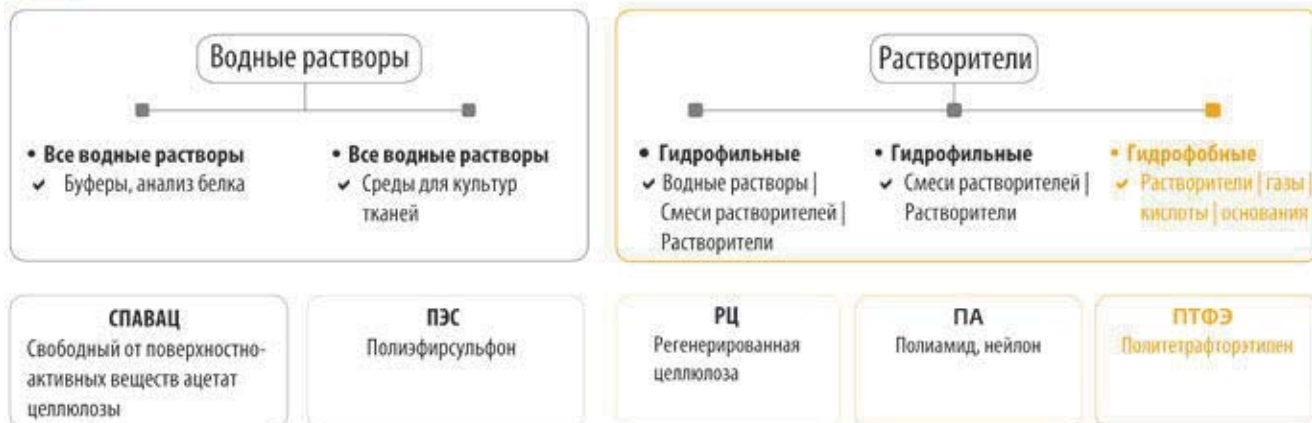 Водные растворы
• Все водные растворы
✓ Буферы, анализ белка
• Все водные растворы
✓ Среды для культур
тканей
Растворители
• Гидрофильные
✓ Водные растворы |
Смеси растворителей |
Растворители
• Гидрофильные
✓ Смеси растворителей |
Растворители
• Гидрофобные
✓ Растворители | газы |
кислоты | основания
СПАВАЦ
Свободный от поверхностно-
активных веществ ацетат
целлюлозы
ПЭС
Полиэфирсульфон
РЦ
Регенерированная
целлюлоза
ПА
Полиамид, нейлон
ПТФЭ
Политетрафторэтилен